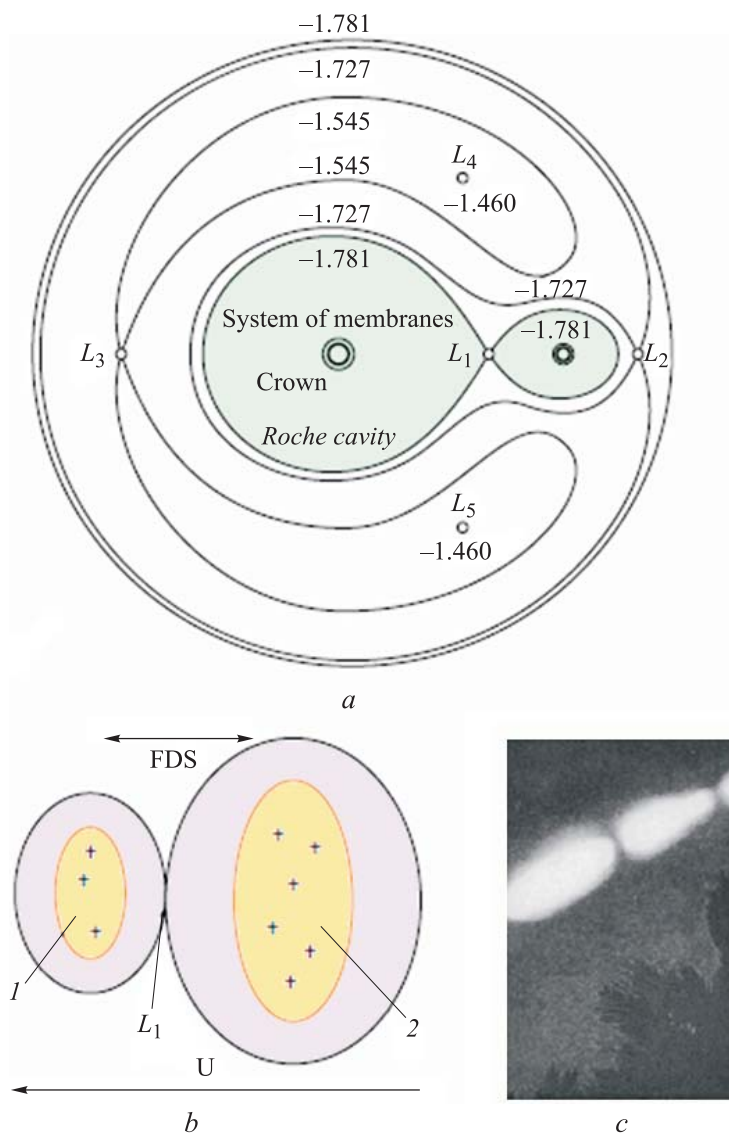 –1.781
–1.727
–1.545
L4
–1.545
–1.460
–1.727
–1.781
–1.727
System of membranes
–1.781
L3
L1
L2
Crown
Roche cavity
L5
–1.460
a
FDS
1
L1
2
U
b
c